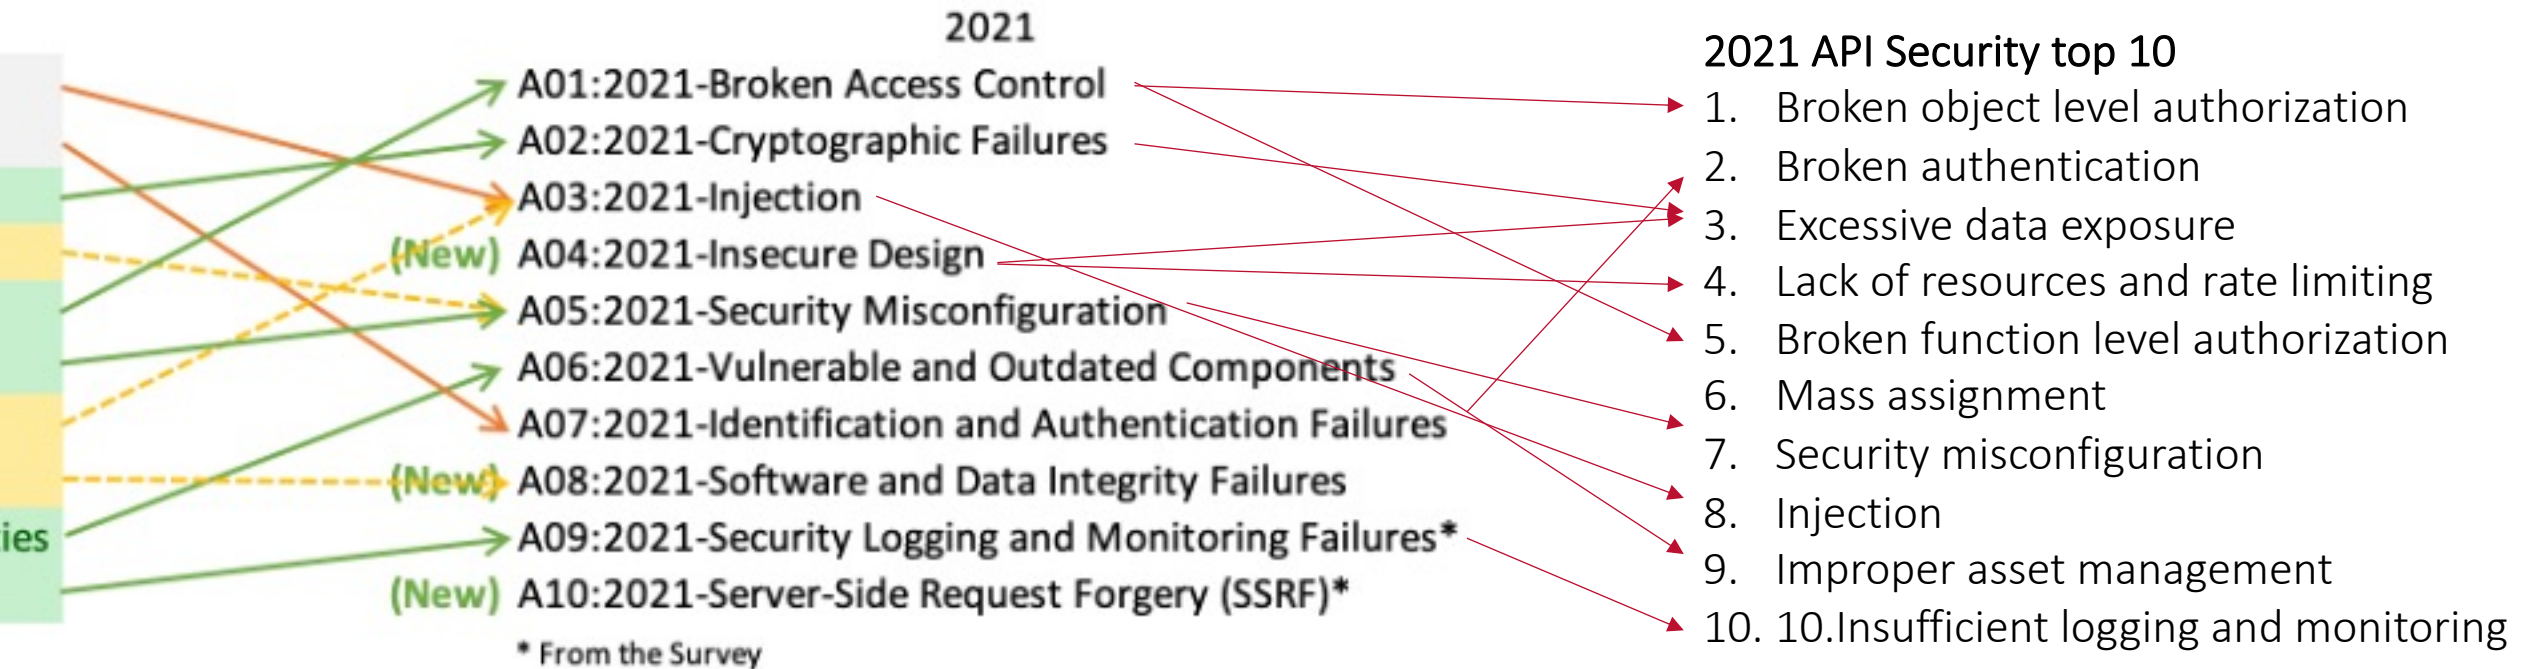 2021
A01:2021-Broken Access Control
A02:2021-Cryptographic Failures
A03:2021-Injection
(New) A04:2021-Insecure Design
A05:2021-Security Misconfiguration
A06:2021-Vulnerable and Outdated Components
A07:2021-Identification and Authentication Failures
(New) A08:2021-Software and Data Integrity Failures
ies
A09:2021-Security Logging and Monitoring Failures*
(New) A10:2021-Server-Side Request Forgery (SSRF)*
* From the Survey
2021 API Security top 10
1. Broken object level authorization
2. Broken authentication
3. Excessive data exposure
4. Lack of resources and rate limiting
5. Broken function level authorization
6. Mass assignment
7. Security misconfiguration
8. Injection
9. Improper asset management
10. 10.Insufficient logging and monitoring